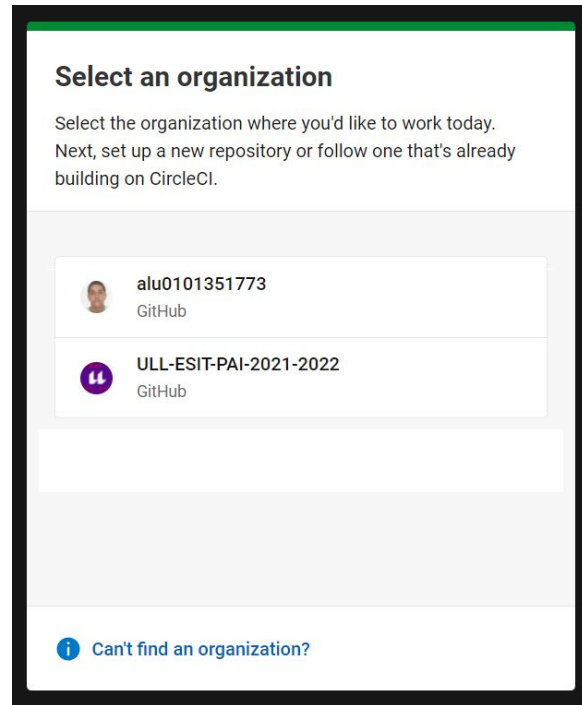 Select an organization
Select the organization where you'd like to work today.
Next, set up a new repository or follow one that's already
building on CircleCI.
alu0101351773
GitHub
ULL-ESIT-PAI-2021-2022
GitHub
Can't find an organization?